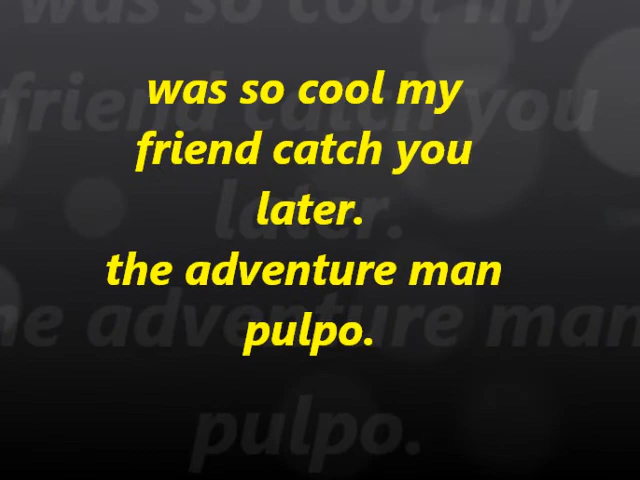 was so cool my
friend catch you
later.
the adventure man
pulpo.